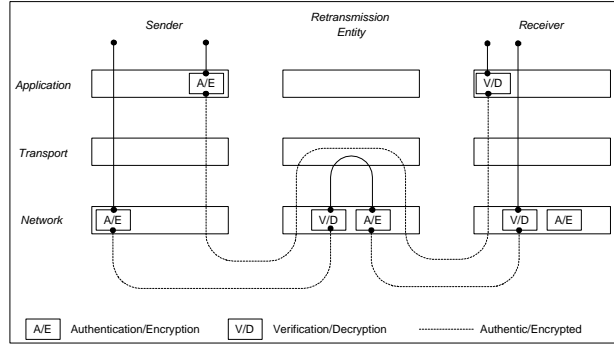 Sender
Retransmission
Entity
Receiver
Application
A/E
V/D
Transport
Network
A/E
V/D
A/E
V/D
A/E
A/E Authentication/Encryption V/D Verification/Decryption Authentic/Encrypted